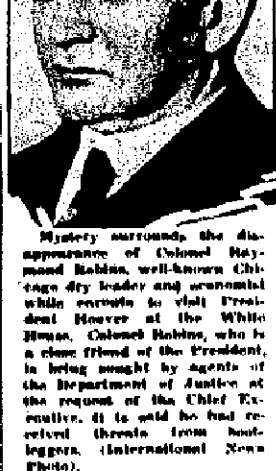 Mystery surrounds the dis-
appearance of Colonel Ray-
mond Robins, well-known Chi-
cago dry leader and economist
while enroute to visit Presi-
dent Hoover at the White
House. Colonel Robins, who is
a close friend of the President,
is being sought by agents of
the Department of Justice at
the request of the Chief Ex-
ecutive. It is said he had re-
ceived threats from boot-
leggers. (International News
Photo).